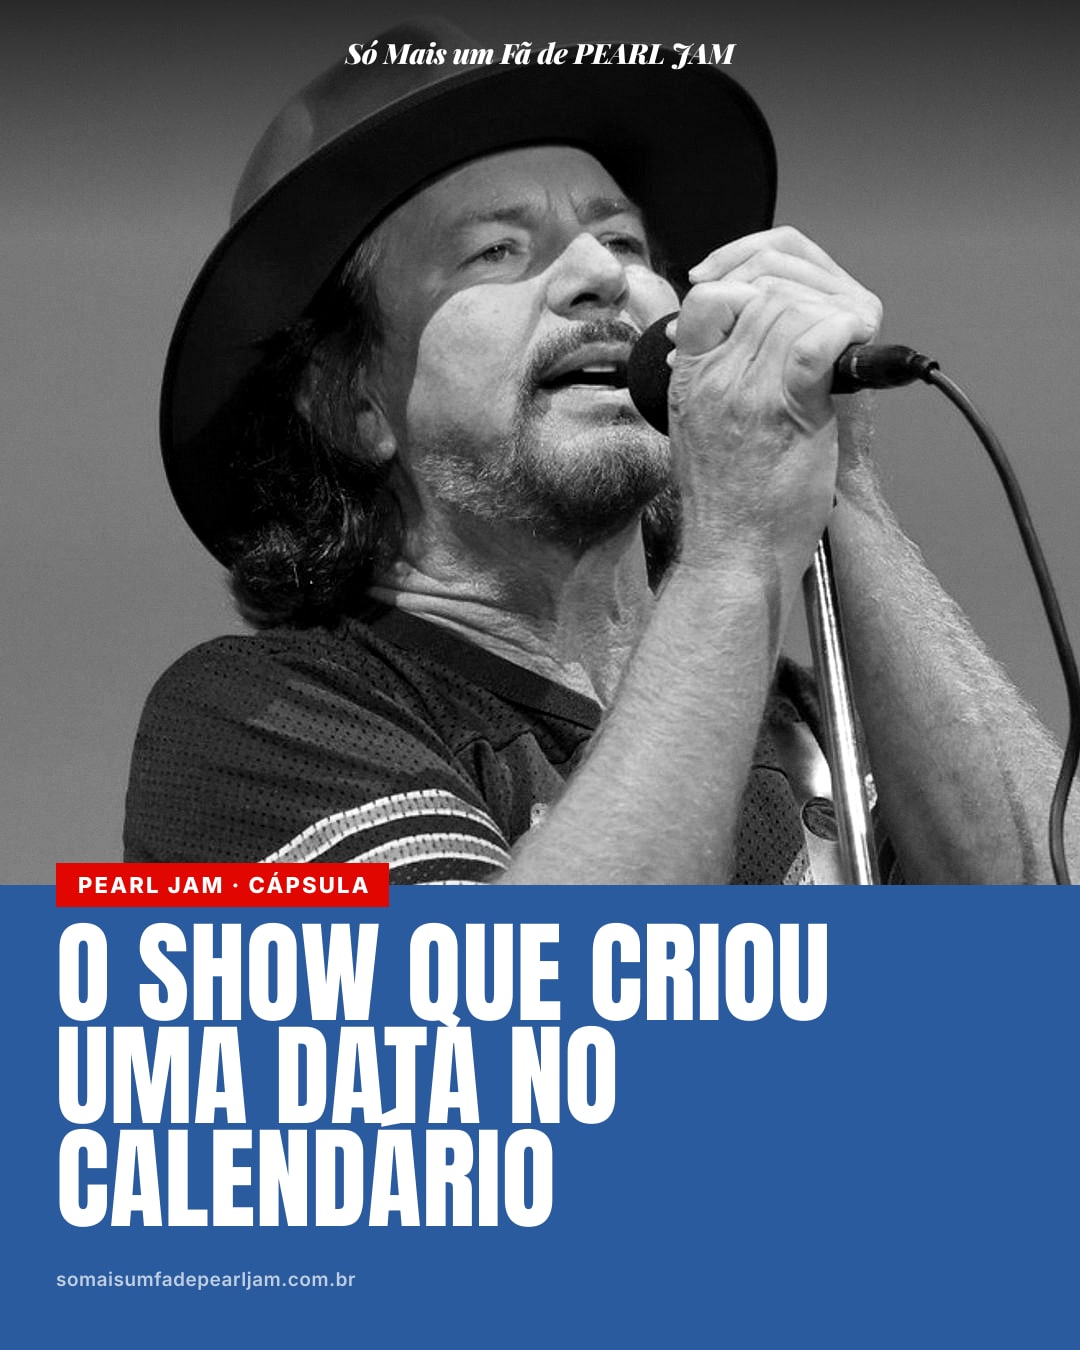 Só Mais um Fã de PEARL JAM
PEARL JAM · CÁPSULA
O SHOW QUE CRIOU
UMA DATA NO
CALENDÁRIO
somaisumfadepearljam.com.br